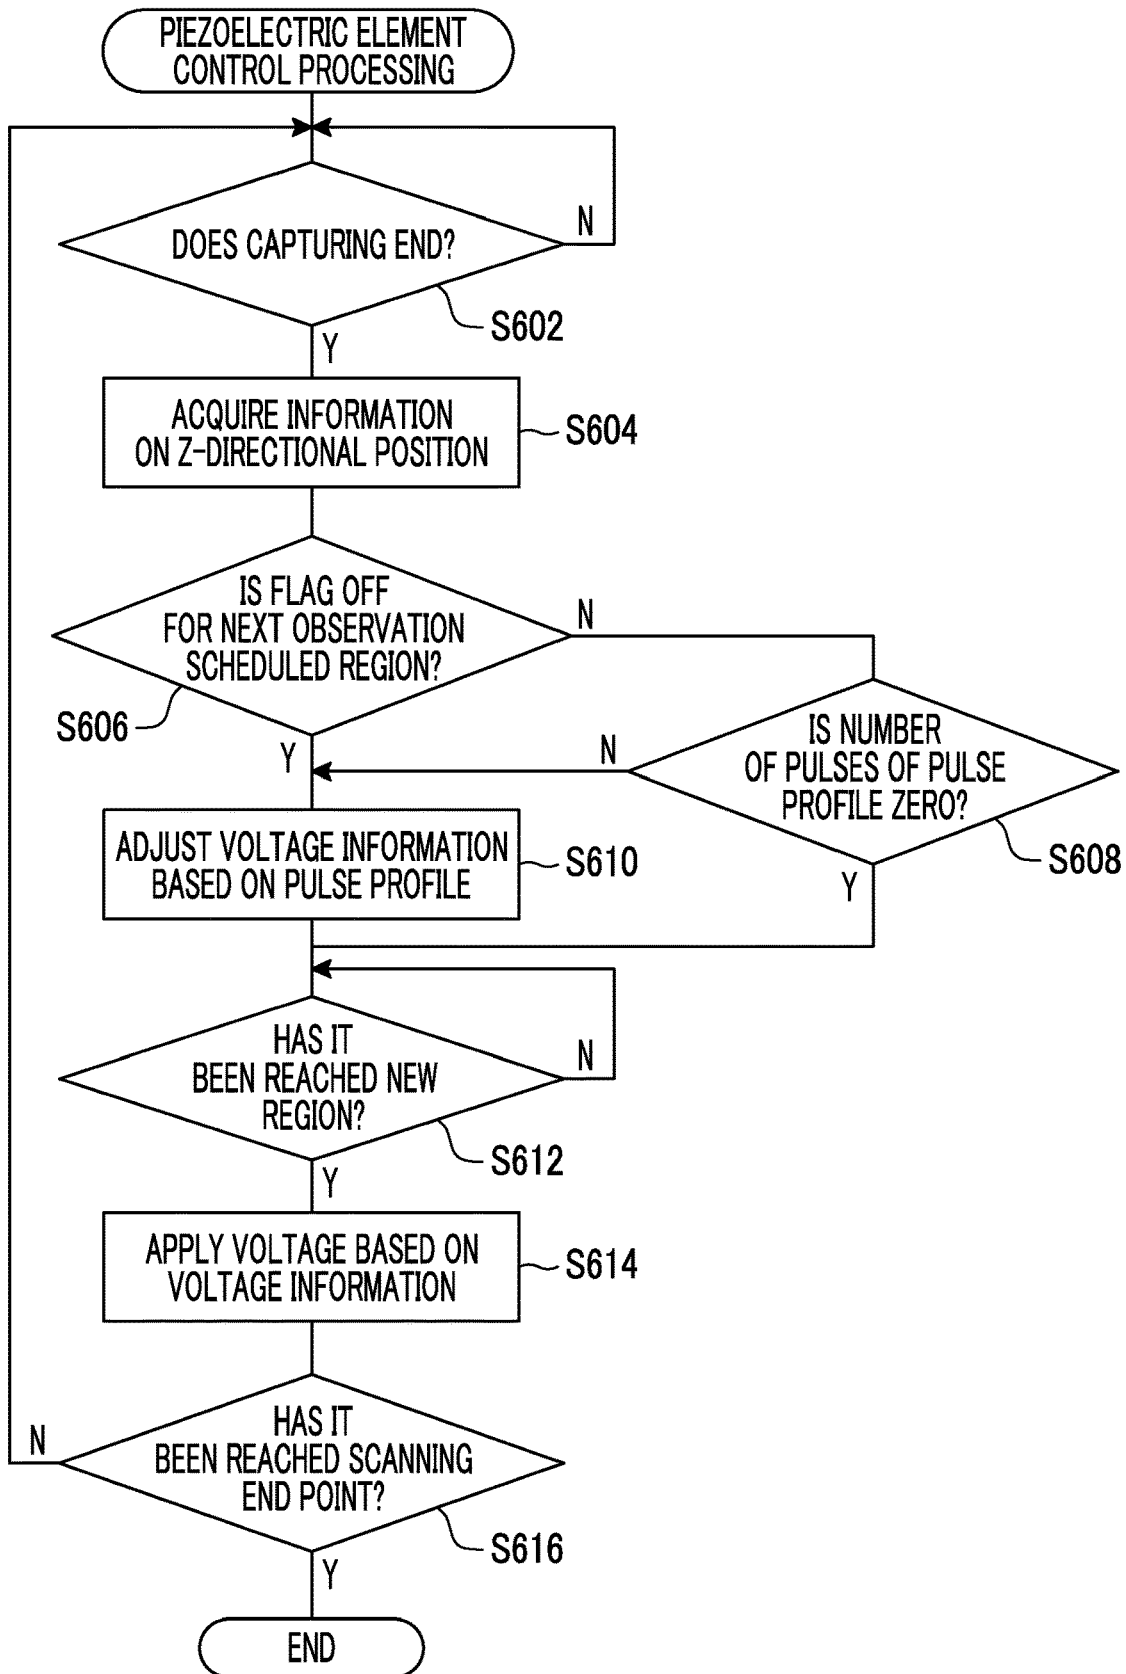 PIEZOELECTRIC ELEMENT
CONTROL PROCESSING
DOES CAPTURING END?
N
S602
Y
ACQUIRE INFORMATION
ON Z-DIRECTIONAL POSITION
S604
IS FLAG OFF
FOR NEXT OBSERVATION
SCHEDULED REGION?
N
S606
Y
IS NUMBER
OF PULSES OF PULSE
PROFILE ZERO?
N
S608
Y
ADJUST VOLTAGE INFORMATION
BASED ON PULSE PROFILE
S610
HAS IT
BEEN REACHED NEW
REGION?
N
S612
Y
APPLY VOLTAGE BASED ON
VOLTAGE INFORMATION
S614
HAS IT
BEEN REACHED SCANNING
END POINT?
N
S616
Y
END